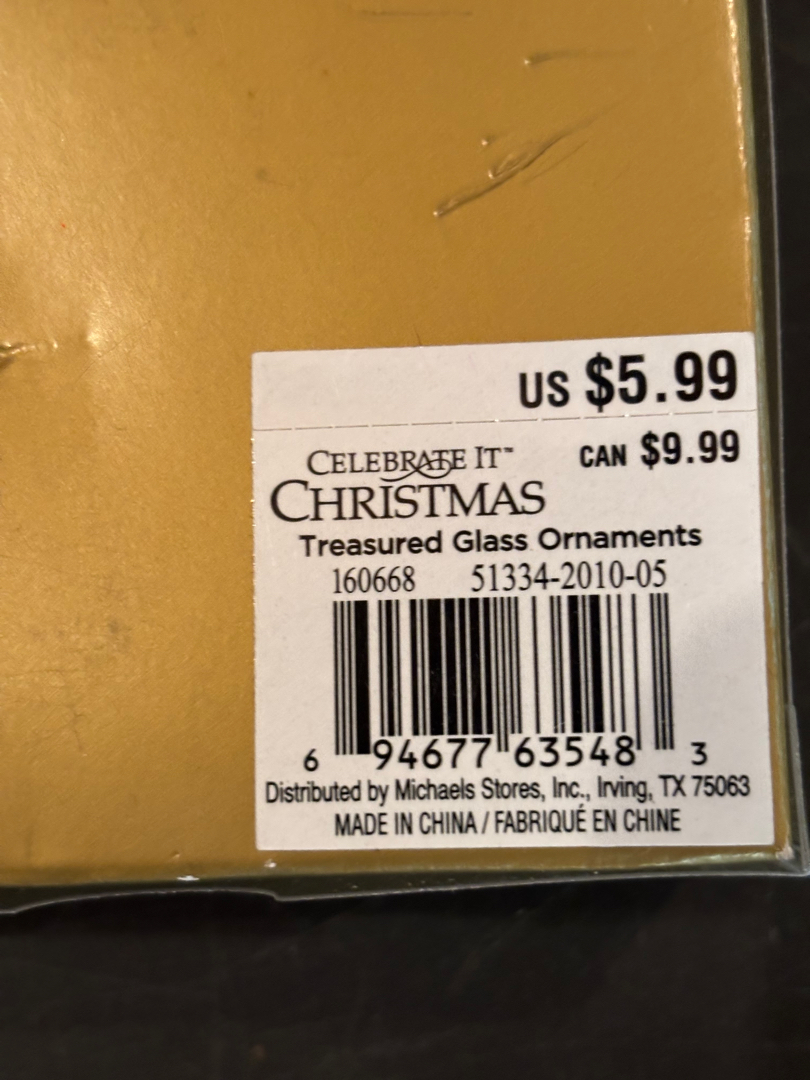 US $5.99
CAN $9.99
CELEBRATE IT™
CHRISTMAS
Treasured Glass Ornaments
160668 51334-2010-05
6 94677 63548 3
Distributed by Michaels Stores, Inc., Irving, TX 75063
MADE IN CHINA / FABRIQUÉ EN CHINE